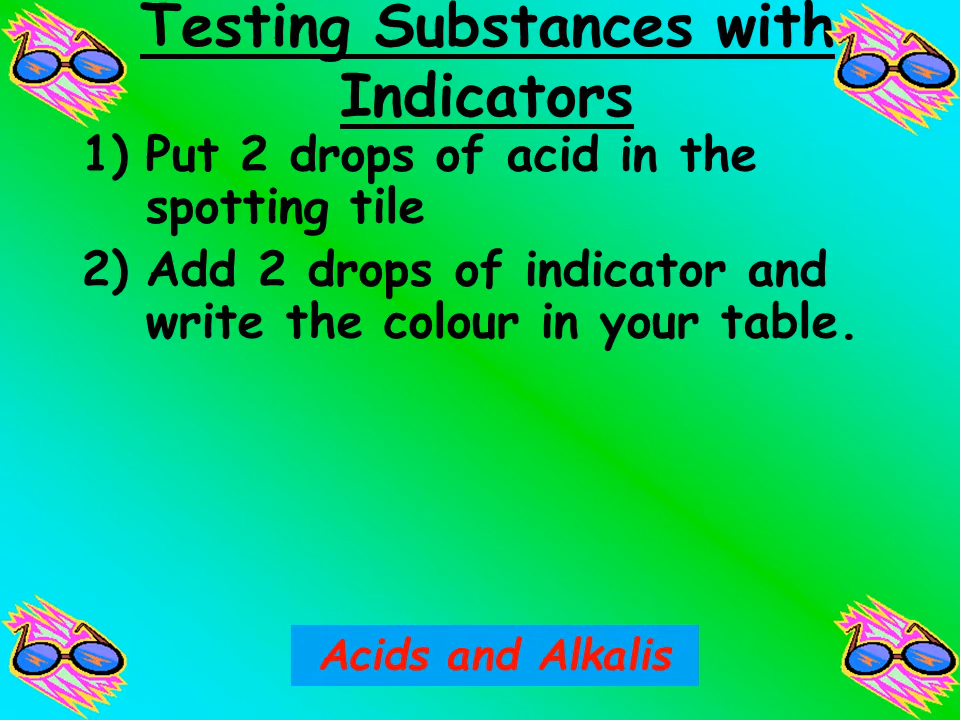 Testing Substances with
Indicators
1) Put 2 drops of acid in the
spotting tile
2) Add 2 drops of indicator and
write the colour in your table.
Acids and Alkalis